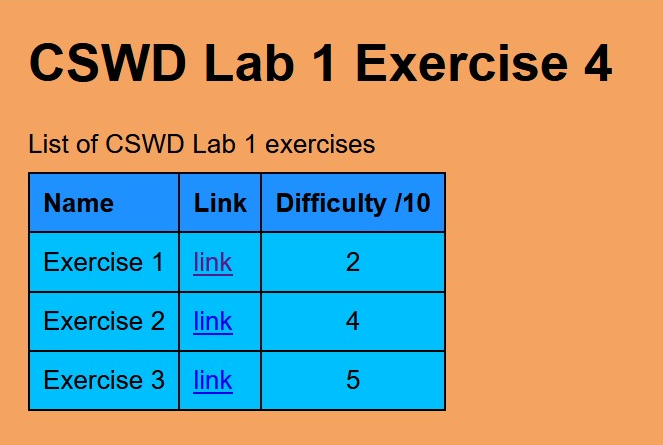 CSWD Lab 1 Exercise 4
List of CSWD Lab 1 exercises
Name Link Difficulty /10
Exercise 1 link 2
Exercise 2 link 4
Exercise 3 link 5